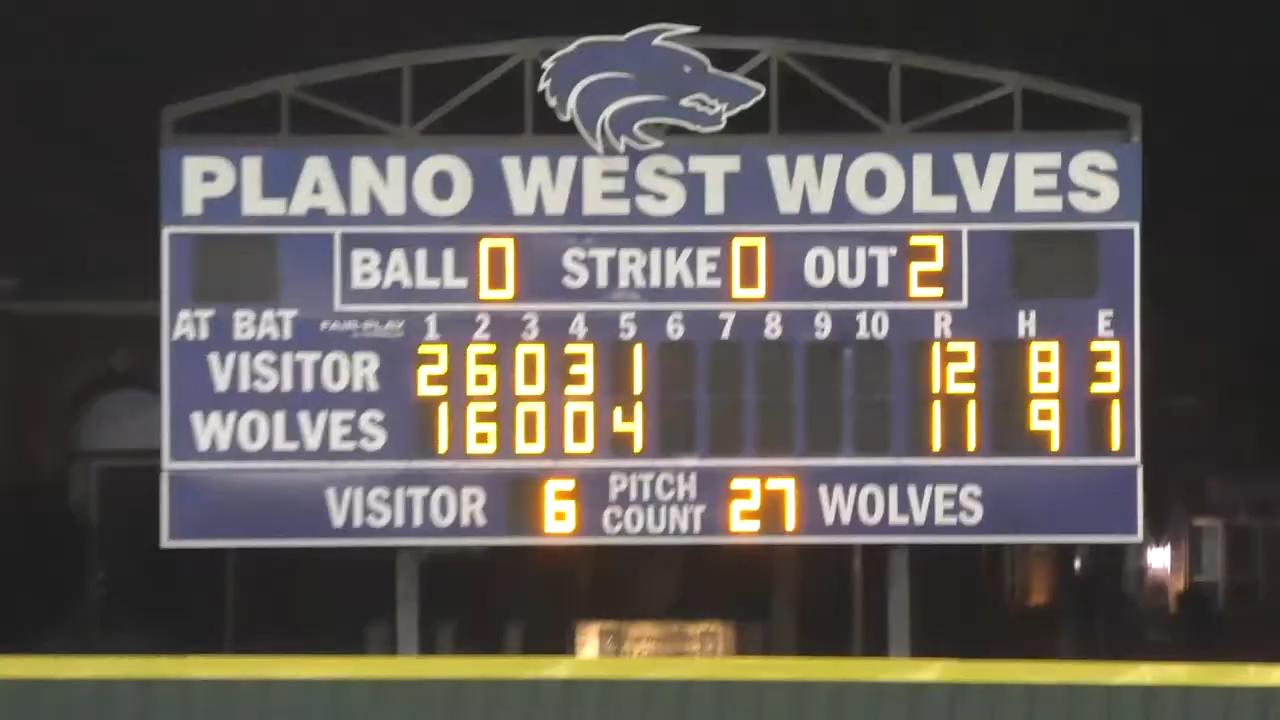 PLANO WEST WOLVES
BALL 0 STRIKE 0 OUT 2
AT BAT FAIR-PLAY 1 2 3 4 5 6 7 8 9 10 R H E
VISITOR 2 6 0 3 1 12 8 3
WOLVES 1 6 0 0 4 11 9 1
VISITOR 6 PITCH COUNT 27 WOLVES